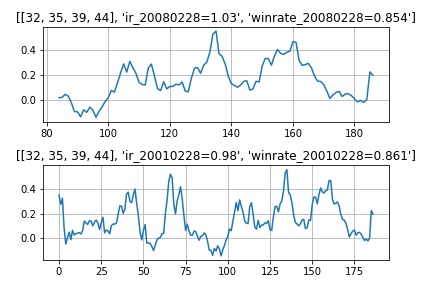 [[32, 35, 39, 44], 'ir_20080228=1.03', 'winrate_20080228=0.854']
0.4
0.2
0.0
80 100 120 140 160 180
[[32, 35, 39, 44], 'ir_20010228=0.98', 'winrate_20010228=0.861']
0.4
0.2
0.0
0 25 50 75 100 125 150 175